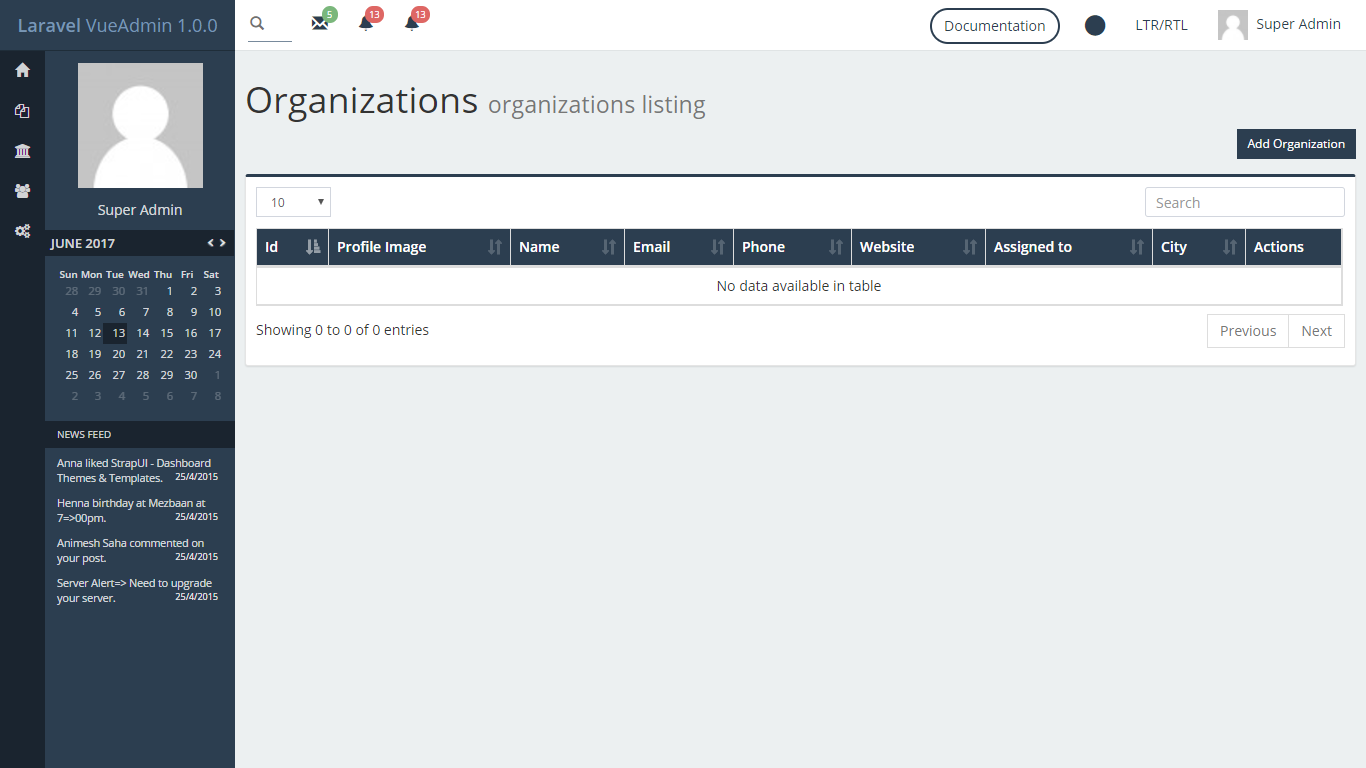 Laravel VueAdmin 1.0.0
5
13
13
Documentation
LTR/RTL
Super Admin
Super Admin
JUNE 2017
Sun Mon Tue Wed Thu Fri Sat
28 29 30 31 1 2 3
4 5 6 7 8 9 10
11 12 13 14 15 16 17
18 19 20 21 22 23 24
25 26 27 28 29 30 1
2 3 4 5 6 7 8
NEWS FEED
Anna liked StrapUI - Dashboard
Themes & Templates. 25/4/2015
Henna birthday at Mezbaan at
7=>00pm. 25/4/2015
Animesh Saha commented on
your post. 25/4/2015
Server Alert=> Need to upgrade
your server. 25/4/2015
Organizations organizations listing
Add Organization
10
Search
Id Profile Image Name Email Phone Website Assigned to City Actions
No data available in table
Showing 0 to 0 of 0 entries
Previous Next